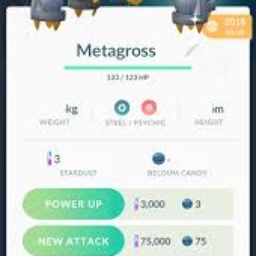 2018
Metagross
123 / 123 HP
kg
WEIGHT
STEEL / PSYCHIC
m
HEIGHT
3
STARDUST
-
BELDUM CANDY
POWER UP 3,000 3
NEW ATTACK 75,000 75